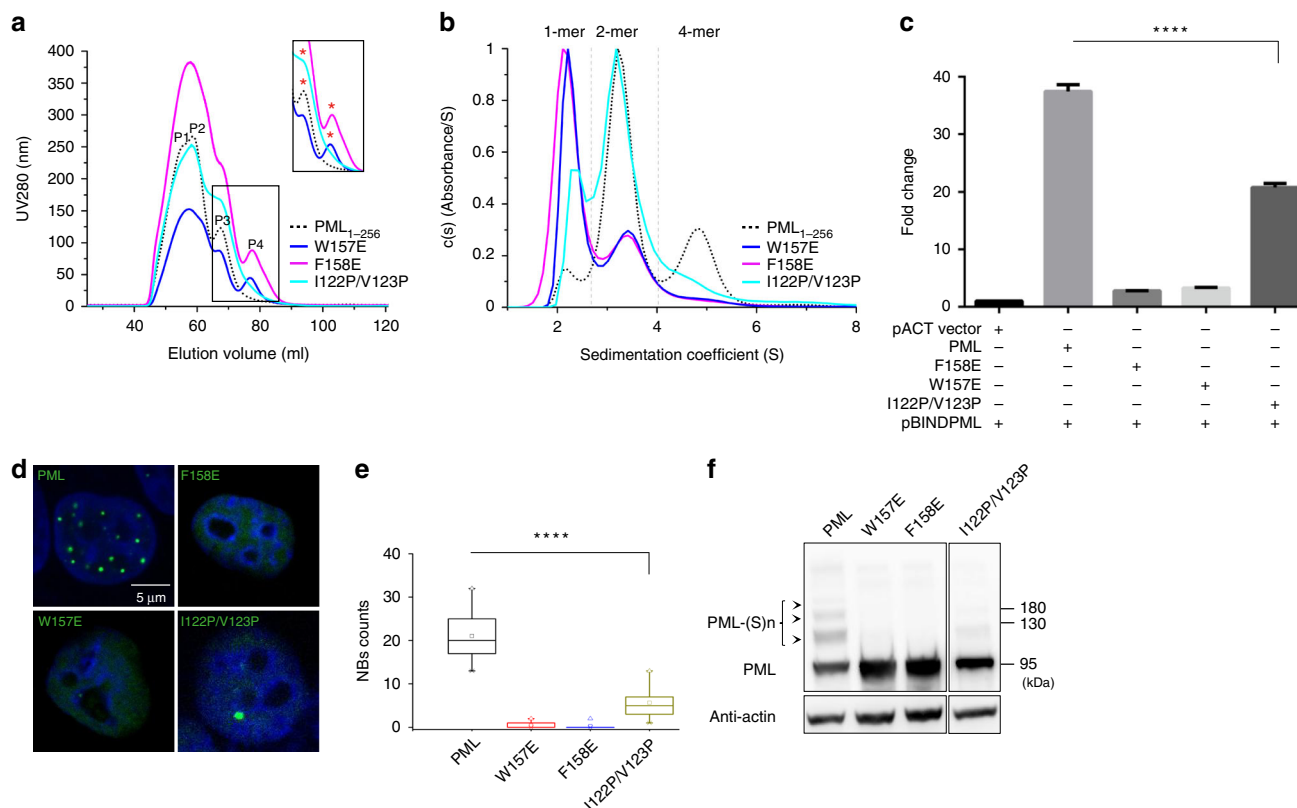 a
400
350
300
250
200
150
100
50
25
0
UV280 (nm)
P1 P2
P3
P4
* * * *
PML1–256
W157E
F158E
I122P/V123P
40 60 80 100 120
Elution volume (ml)
b
1-mer 2-mer 4-mer
1
0.8
0.6
0.4
0.2
0
c(s) (Absorbance/S)
PML1–256
W157E
F158E
I122P/V123P
2 4 6 8
Sedimentation coefficient (S)
c
****
40
30
20
10
0
Fold change
pACT vector + – – – –
PML – + – – –
F158E – – + – –
W157E – – – + –
I122P/V123P – – – – +
pBINDPML + + + + +
d
PML
5 μm
F158E
W157E
I122P/V123P
e
****
40
30
20
10
0
NBs counts
PML
W157E
F158E
I122P/V123P
f
PML
W157E
F158E
I122P/V123P
PML-(S)n
180
130
PML
95
(kDa)
Anti-actin